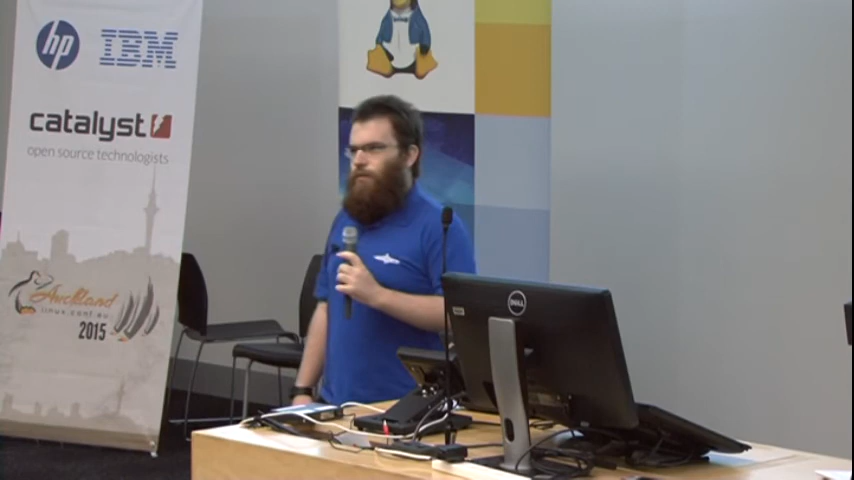 hp IBM
catalyst
open source technologists
Auckland
linux.conf.au
2015
DELL